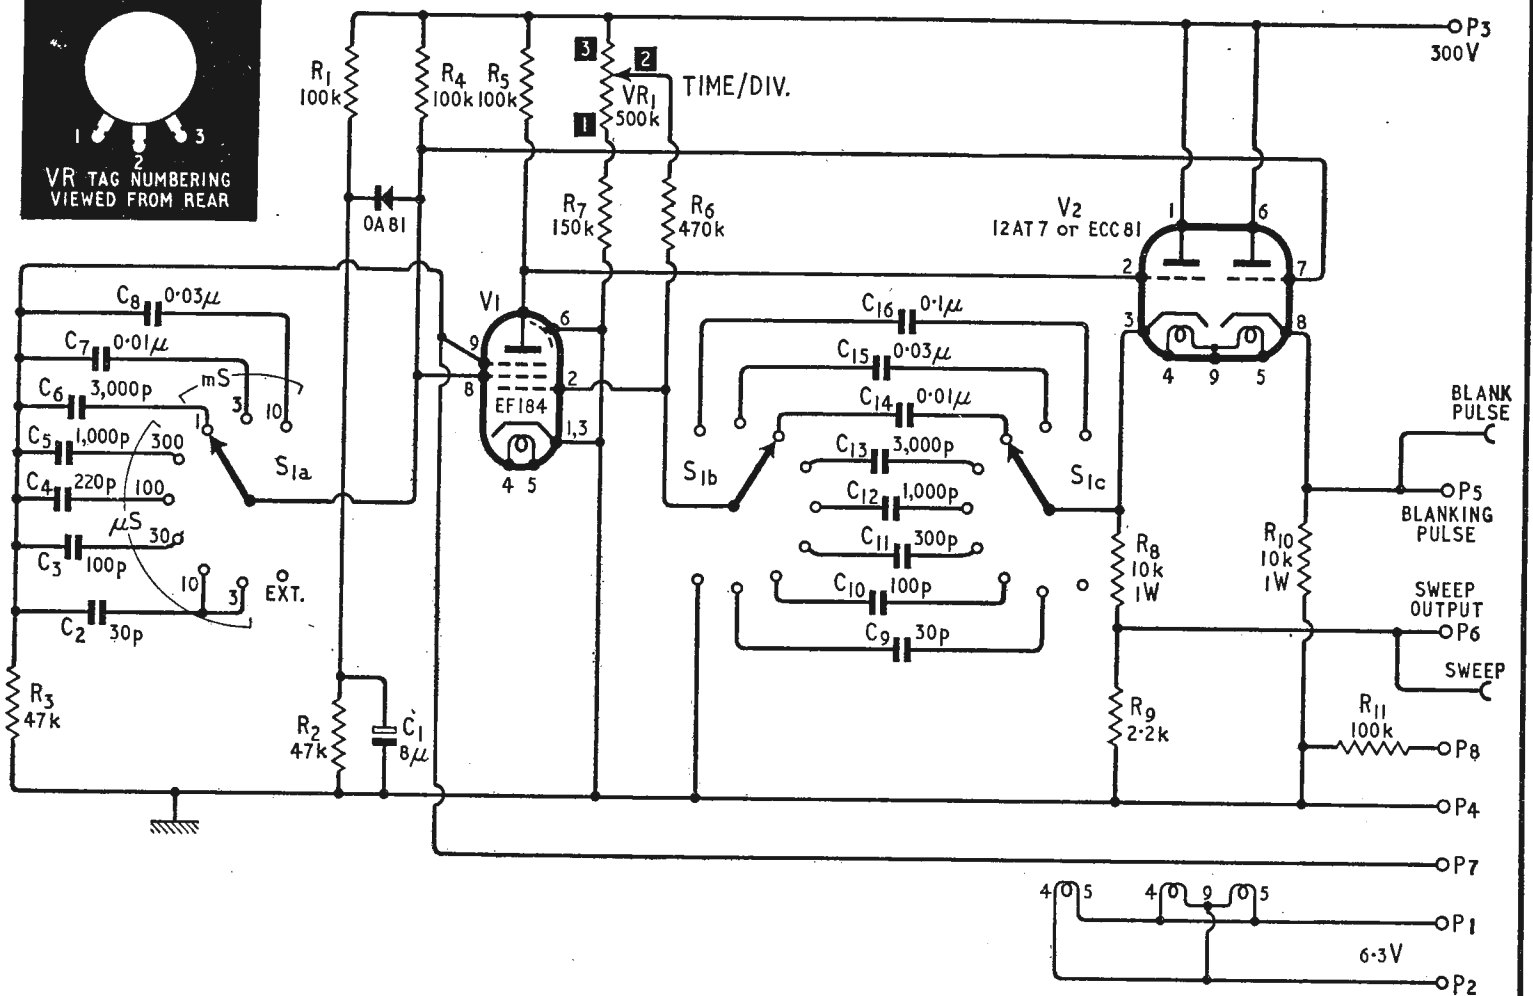 1
2
3
VR TAG NUMBERING
VIEWED FROM REAR
R1
100k
R4
100k
R5
100k
3
2
VR1
500k
1
TIME/DIV.
P3
300V
OA81
R7
150k
R6
470k
V2
12AT7 or ECC81
1
6
2
7
3
8
4
9
5
C8
0·03μ
C7
0·01μ
C6
3,000p
mS
1
3
10
C5
1,000p
300
C4
220p
100
μS
C3
100p
30
10
3
EXT.
C2
30p
S1a
V1
6
9
8
2
EF184
1,3
4 5
C16
0·1μ
C15
0·03μ
C14
0·01μ
C13
3,000p
C12
1,000p
C11
300p
C10
100p
C9
30p
S1b
S1c
BLANK
PULSE
P5
BLANKING
PULSE
R8
10k
1W
R10
10k
1W
SWEEP
OUTPUT
P6
SWEEP
R3
47k
R2
47k
C1
8μ
R9
2·2k
R11
100k
P8
P4
P7
4 5
4 9 5
P1
6·3V
P2